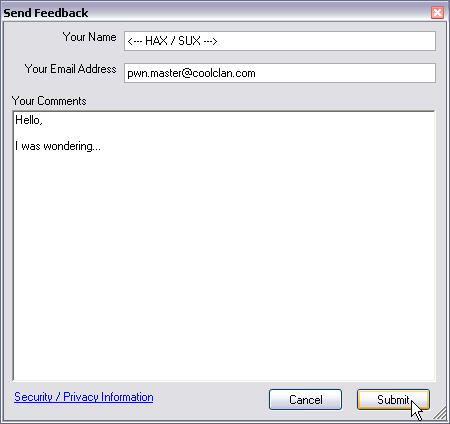 Send Feedback
Your Name
<--- HAX / SUX --->
Your Email Address
pwn.master@coolclan.com
Your Comments
Hello,
I was wondering...
Security / Privacy Information
Cancel
Submit